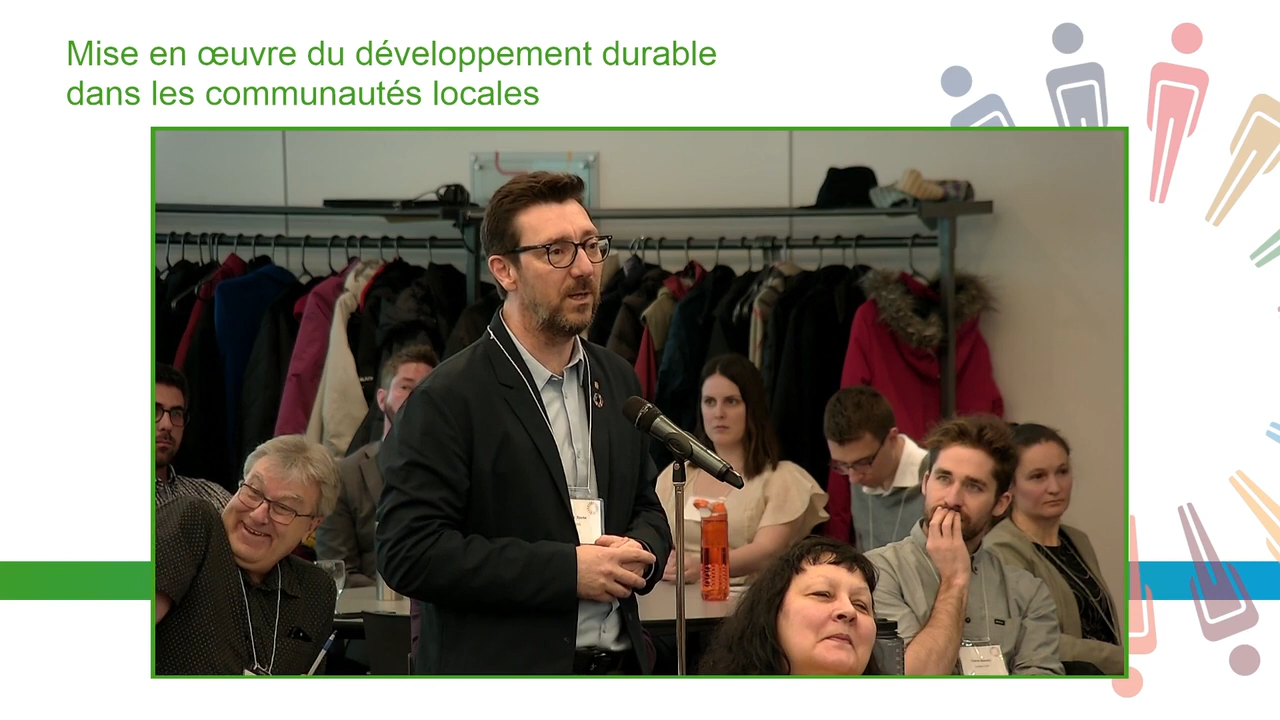 Mise en œuvre du développement durable
dans les communautés locales